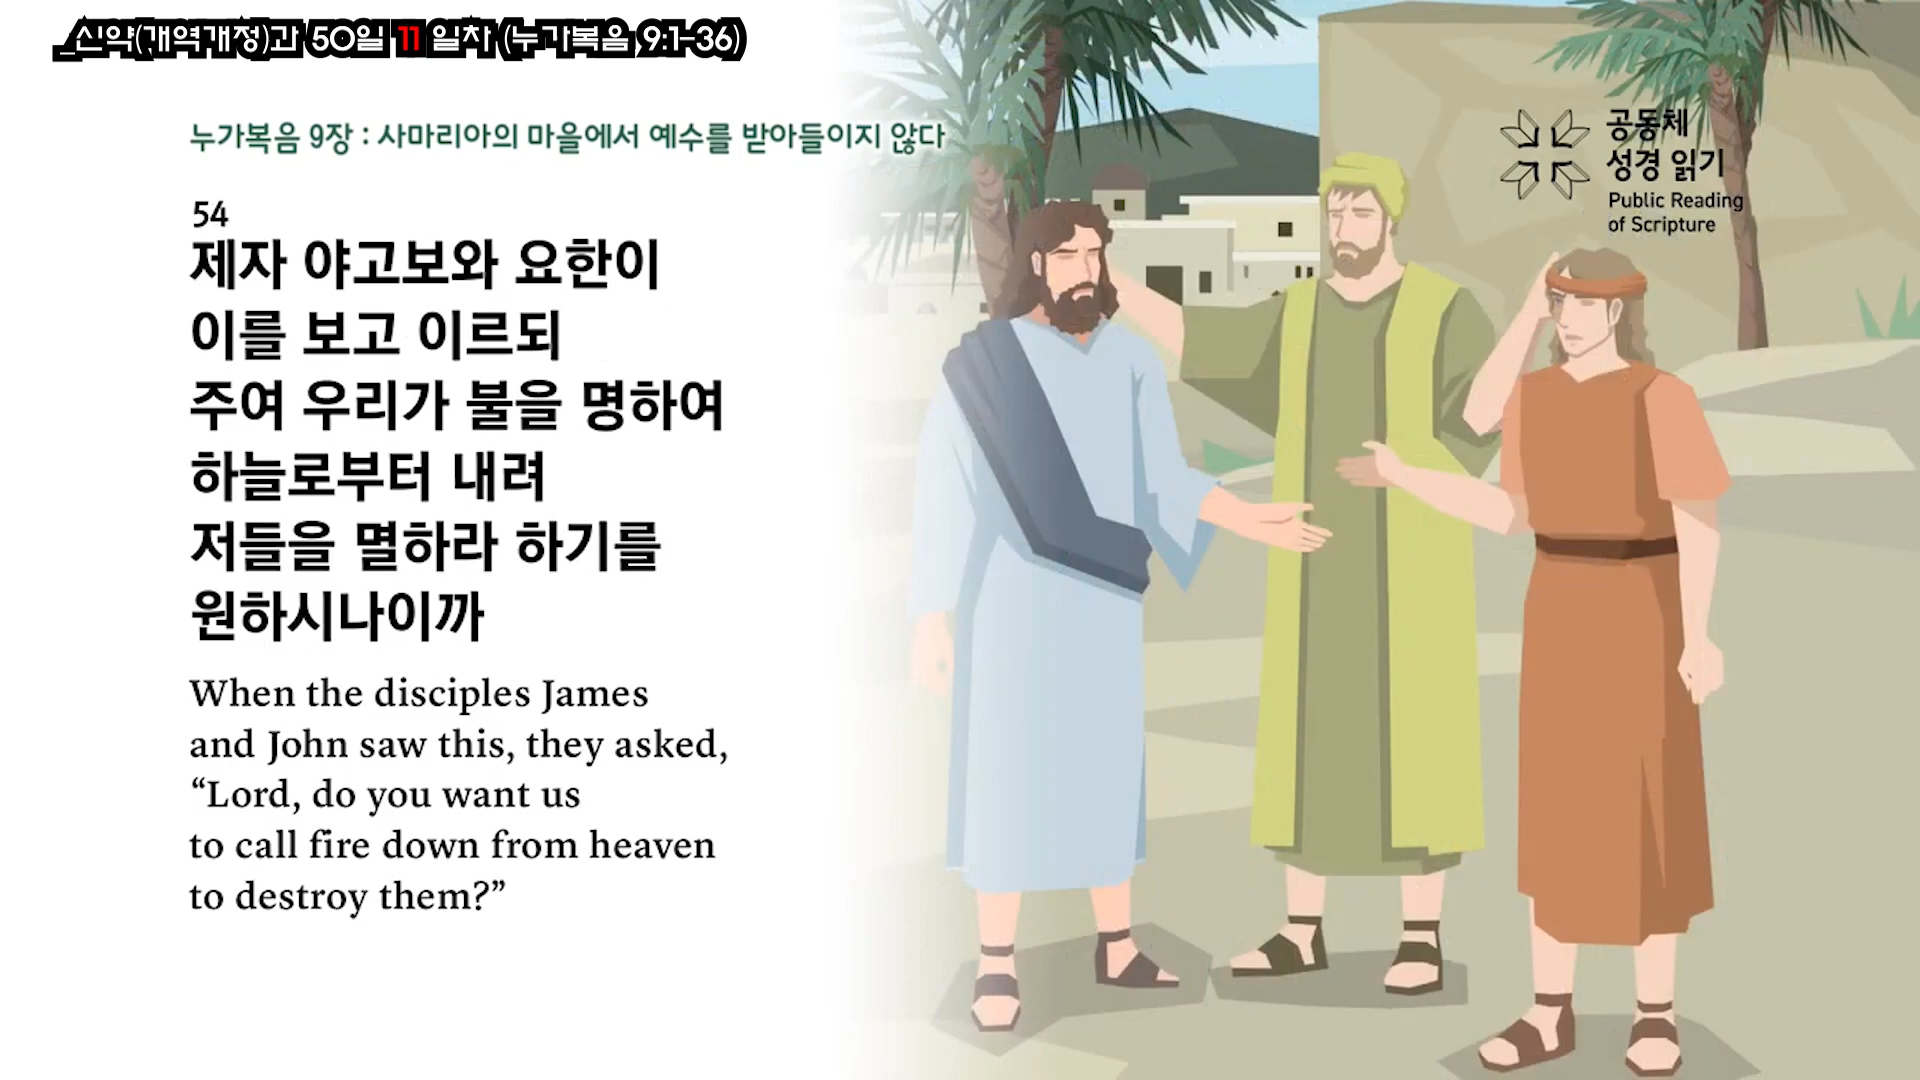 _신약(개역개정)과 50일 11 일차 (누가복음 9:1-36)
누가복음 9장 : 사마리아의 마을에서 예수를 받아들이지 않다
공동체
성경 읽기
Public Reading
of Scripture
54
제자 야고보와 요한이
이를 보고 이르되
주여 우리가 불을 명하여
하늘로부터 내려
저들을 멸하라 하기를
원하시나이까
When the disciples James
and John saw this, they asked,
“Lord, do you want us
to call fire down from heaven
to destroy them?”